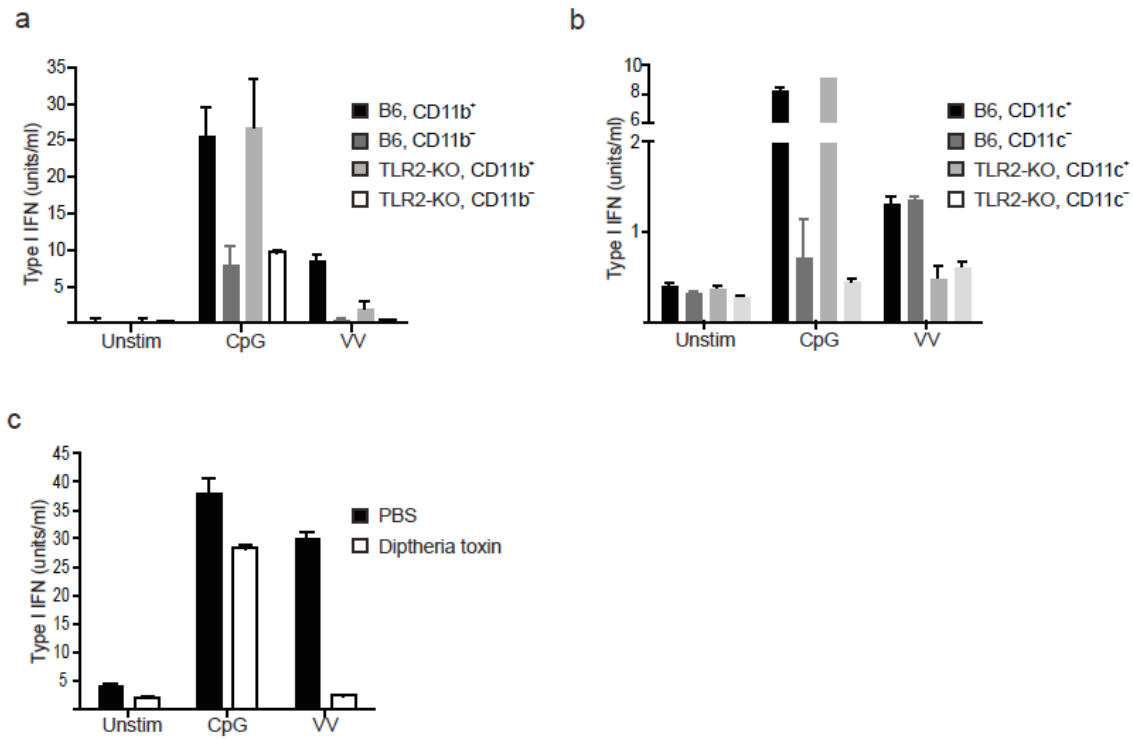 a
Type I IFN (units/ml)
35
30
25
20
15
10
5
Unstim CpG VV
B6, CD11b⁺
B6, CD11b⁻
TLR2-KO, CD11b⁺
TLR2-KO, CD11b⁻
b
Type I IFN (units/ml)
10
8
6
2
1
Unstim CpG VV
B6, CD11c⁺
B6, CD11c⁻
TLR2-KO, CD11c⁺
TLR2-KO, CD11c⁻
c
Type I IFN (units/ml)
45
40
35
30
25
20
15
10
5
Unstim CpG VV
PBS
Diptheria toxin